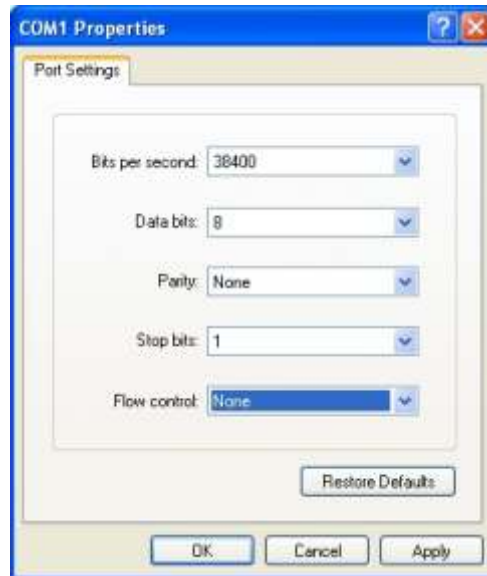 COM1 Properties
Port Settings
Bits per second: 38400
Data bits: 8
Parity: None
Stop bits: 1
Flow control: None
Restore Defaults
OK Cancel Apply